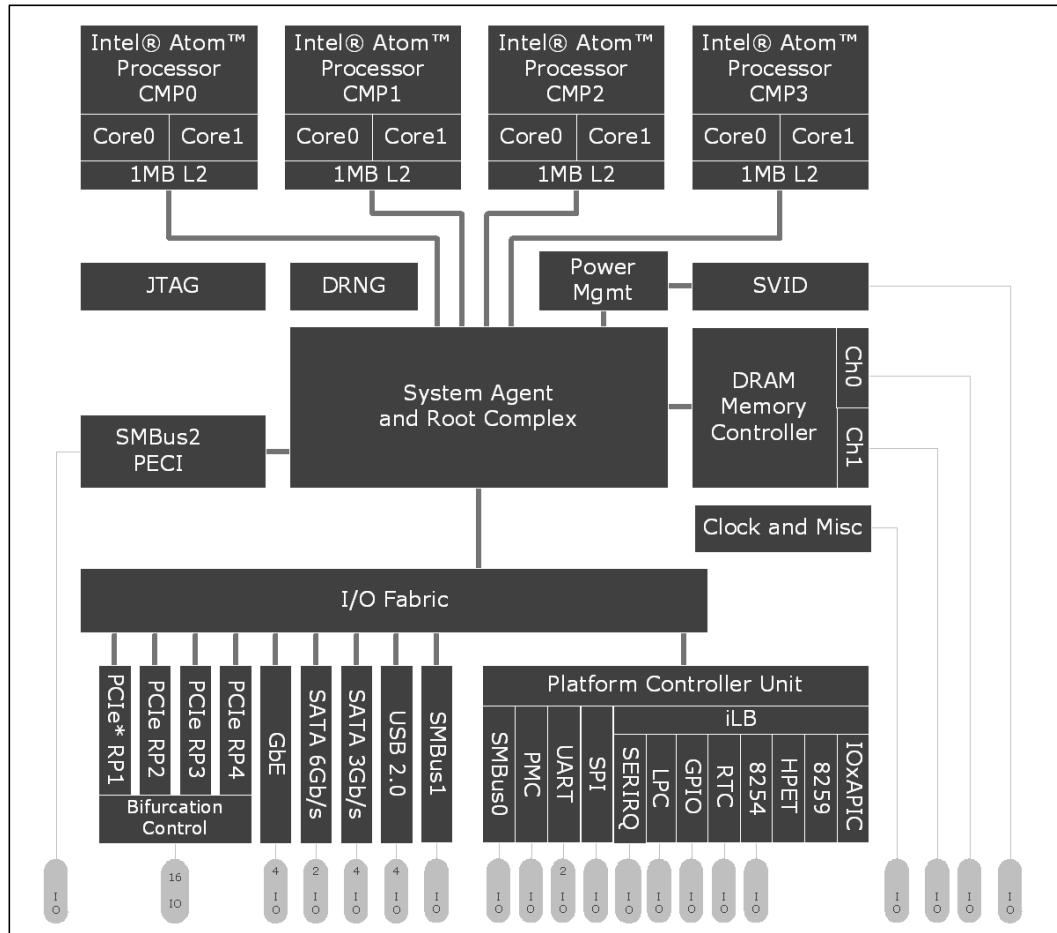 Intel® Atom™
Processor
CMP0
Core0 Core1
1MB L2
Intel® Atom™
Processor
CMP1
Core0 Core1
1MB L2
Intel® Atom™
Processor
CMP2
Core0 Core1
1MB L2
Intel® Atom™
Processor
CMP3
Core0 Core1
1MB L2
JTAG
DRNG
Power
Mgmt
SVID
System Agent
and Root Complex
DRAM
Memory
Controller
Ch0
Ch1
SMBus2
PECI
Clock and Misc
I/O Fabric
PCIe* RP1
PCIe RP2
PCIe RP3
PCIe RP4
Bifurcation
Control
GbE
SATA 6Gb/s
SATA 3Gb/s
USB 2.0
SMBus1
Platform Controller Unit
iLB
SMBus0
PMC
UART
SPI
SERIRQ
LPC
GPIO
RTC
8254
HPET
8259
IOxAPIC
IO
16
IO
4
IO
2
IO
4
IO
4
IO
IO
IO
IO
2
IO
IO
IO
IO
IO
IO
IO
IO
IO
IO
IO